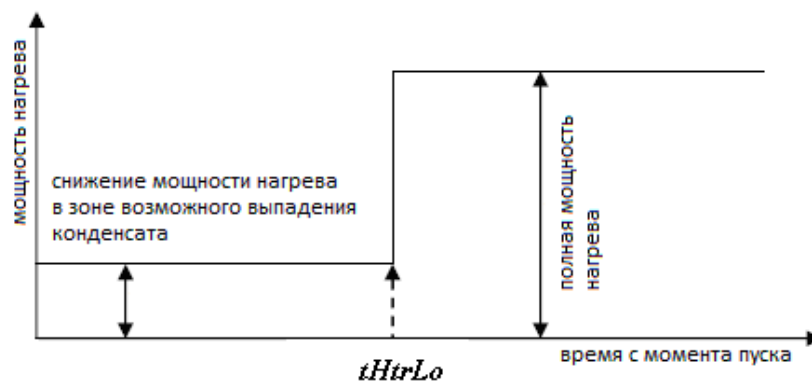 мощность нагрева
снижение мощности нагрева
в зоне возможного выпадения
конденсата
полная мощность
нагрева
время с момента пуска
tHtrLo